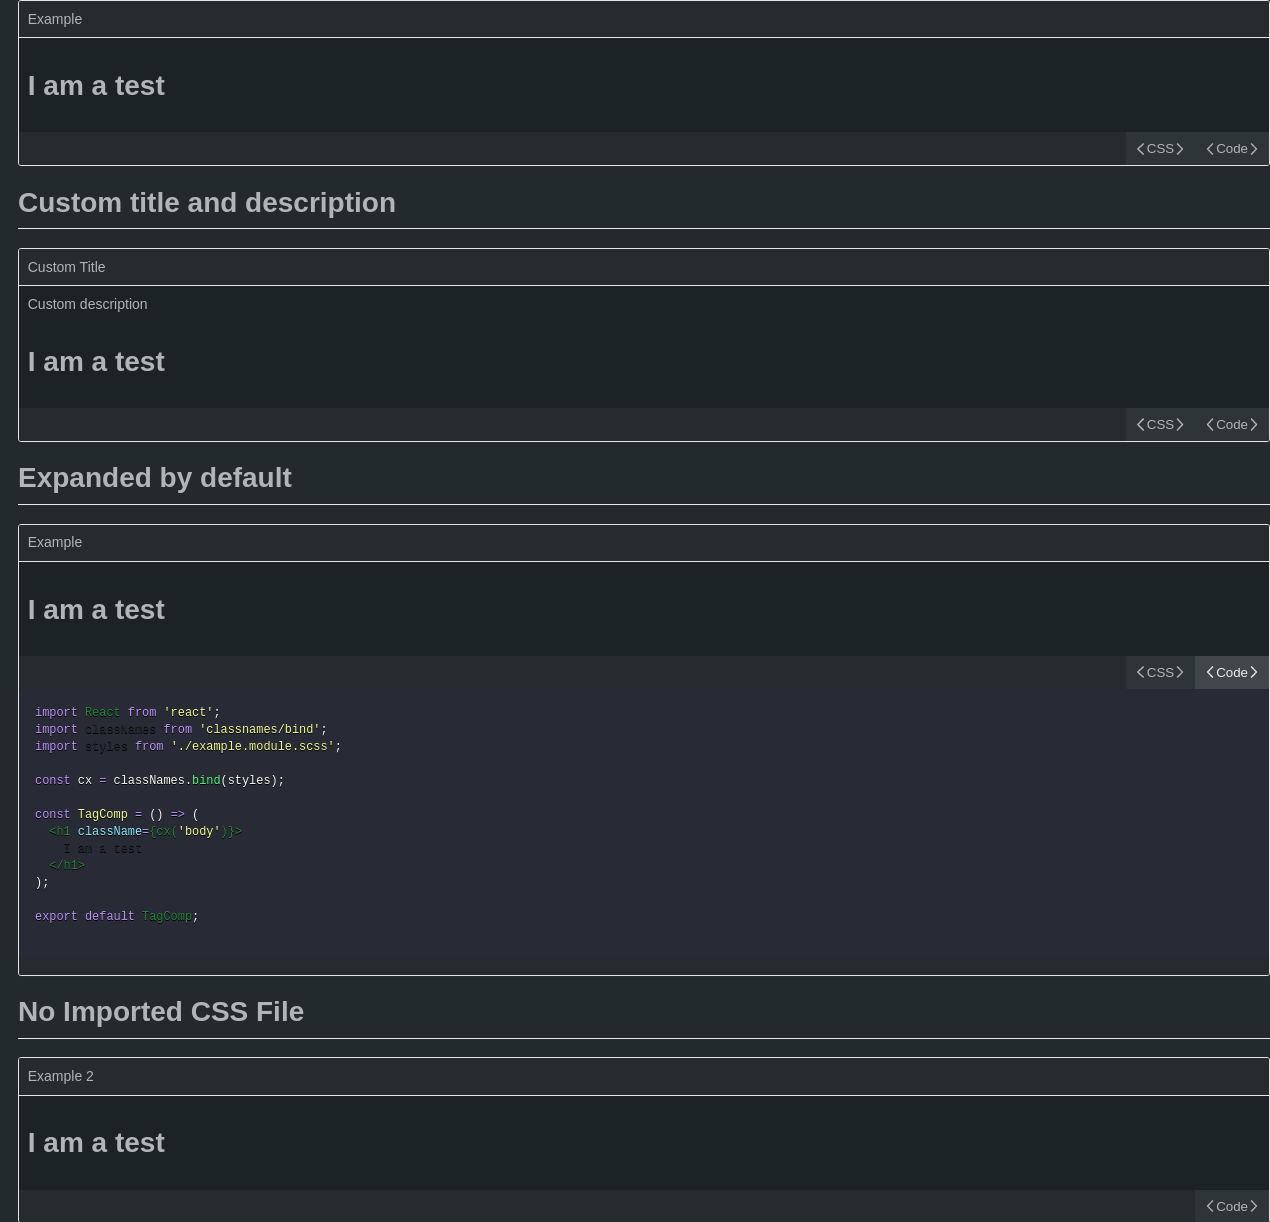 Example
I am a test
CSS Code
Custom title and description
Custom Title
Custom description
I am a test
CSS Code
Expanded by default
Example
I am a test
CSS Code
import React from 'react';
import classNames from 'classnames/bind';
import styles from './example.module.scss';
const cx = classNames.bind(styles);
const TagComp = () => (
  <h1 className={cx('body')}>
    I am a test
  </h1>
);
export default TagComp;
No Imported CSS File
Example 2
I am a test
Code